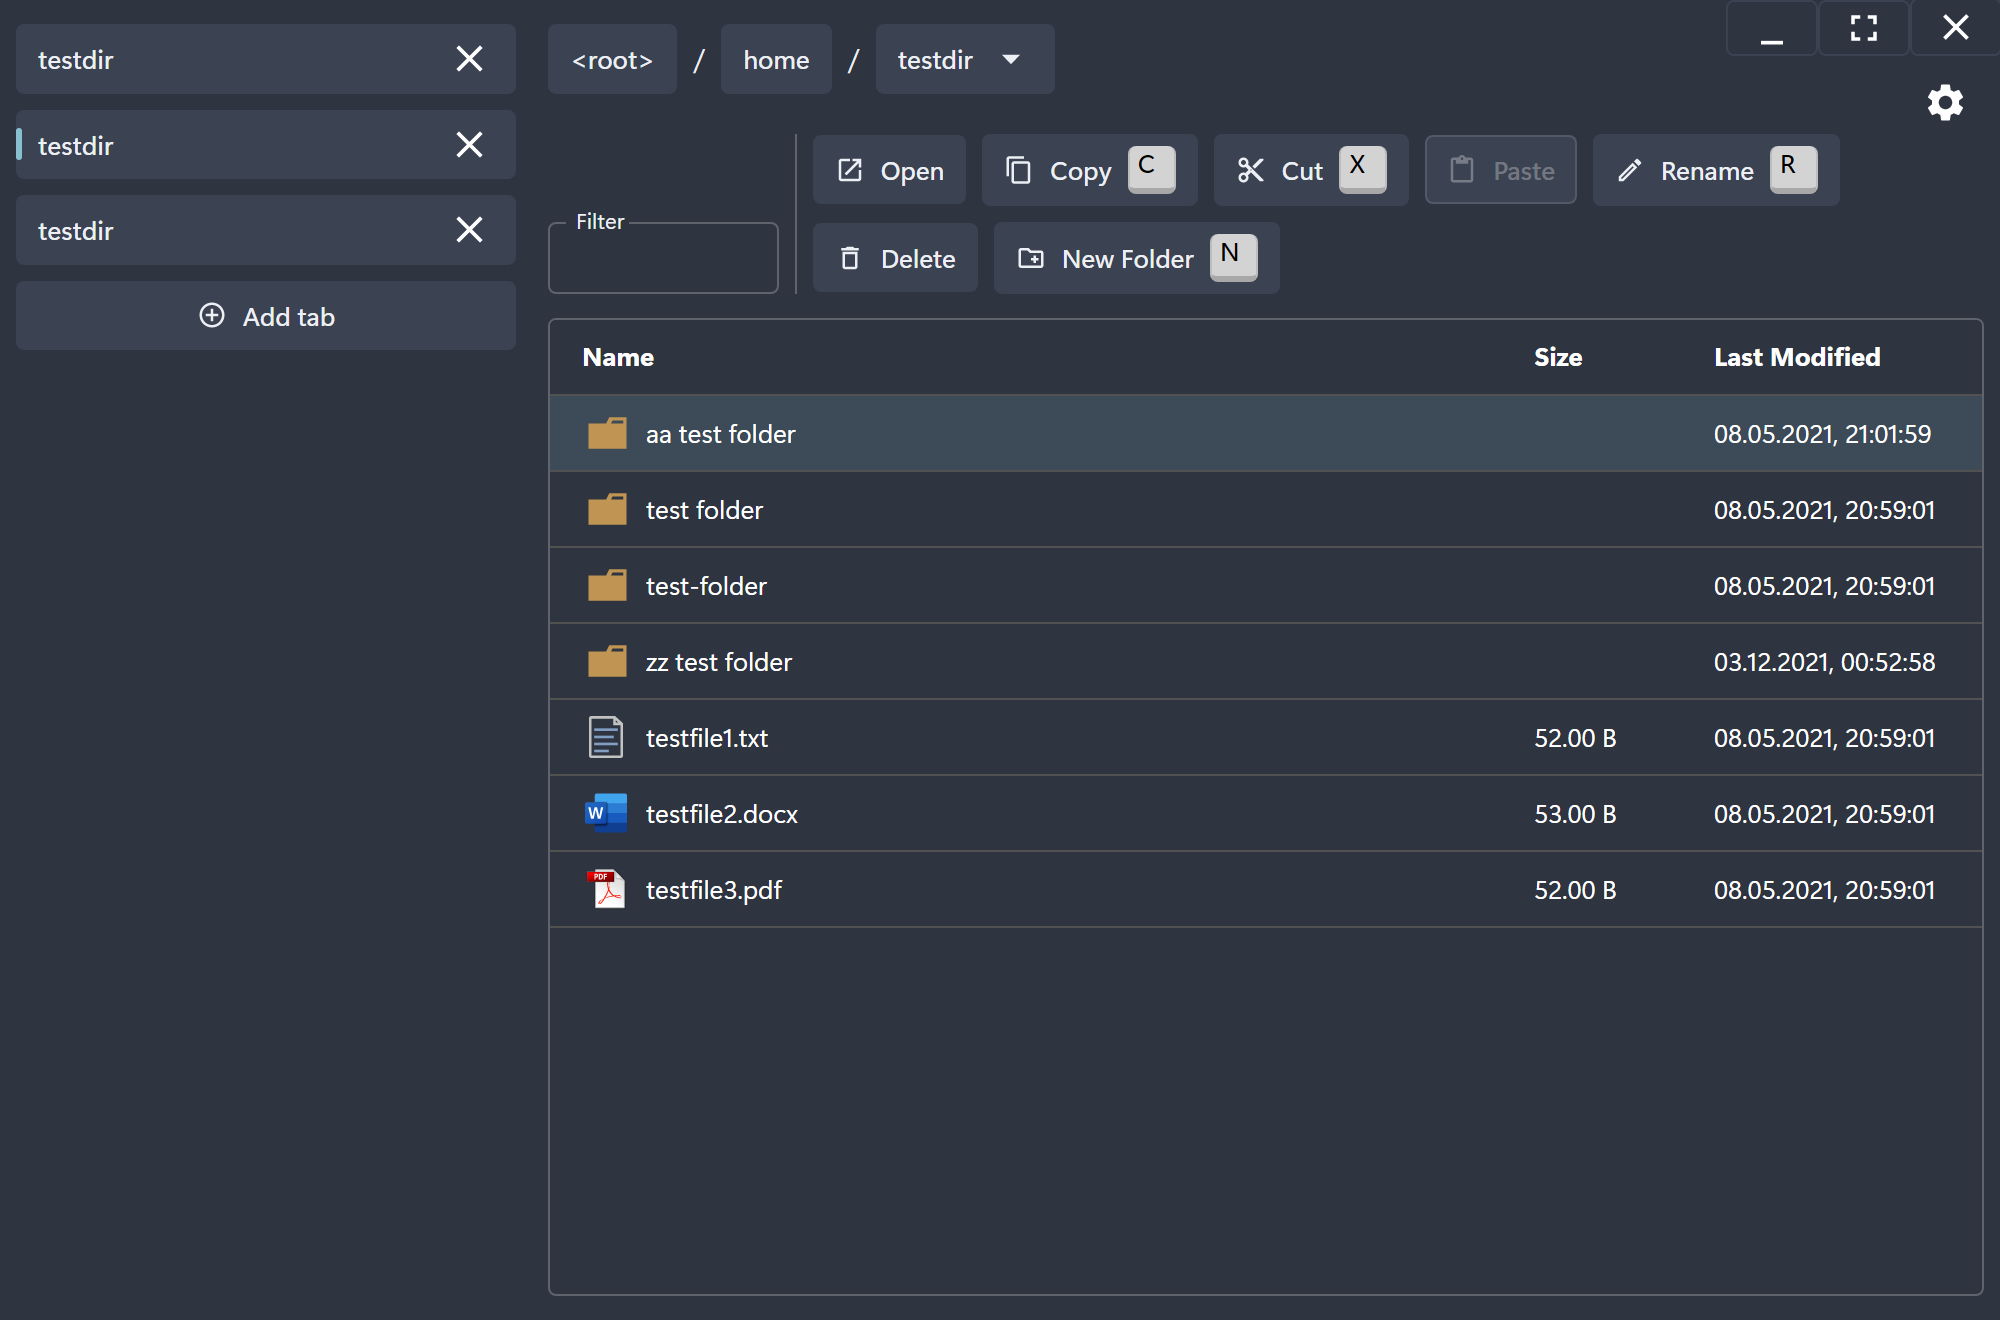 testdir
testdir
testdir
Add tab
<root> / home / testdir
Open
Copy C
Cut X
Paste
Rename R
Filter
Delete
New Folder N
Name Size Last Modified
aa test folder 08.05.2021, 21:01:59
test folder 08.05.2021, 20:59:01
test-folder 08.05.2021, 20:59:01
zz test folder 03.12.2021, 00:52:58
testfile1.txt 52.00 B 08.05.2021, 20:59:01
W testfile2.docx 53.00 B 08.05.2021, 20:59:01
PDF testfile3.pdf 52.00 B 08.05.2021, 20:59:01